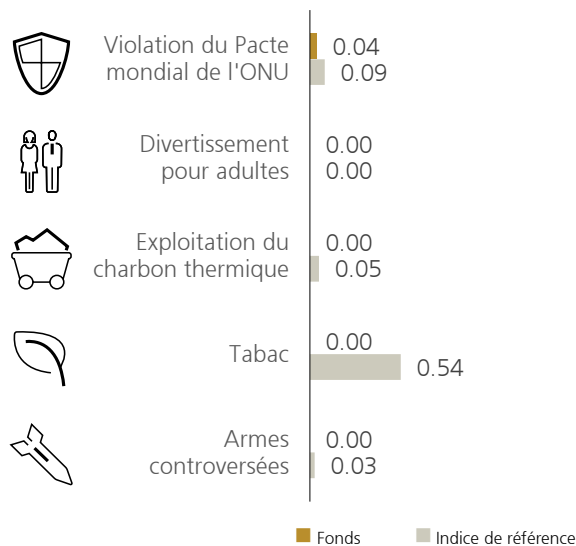 Violation du Pacte
mondial de l'ONU
0.04
0.09
Divertissement
pour adultes
0.00
0.00
Exploitation du
charbon thermique
0.00
0.05
Tabac
0.00
0.54
Armes
controversées
0.00
0.03
Fonds
Indice de référence